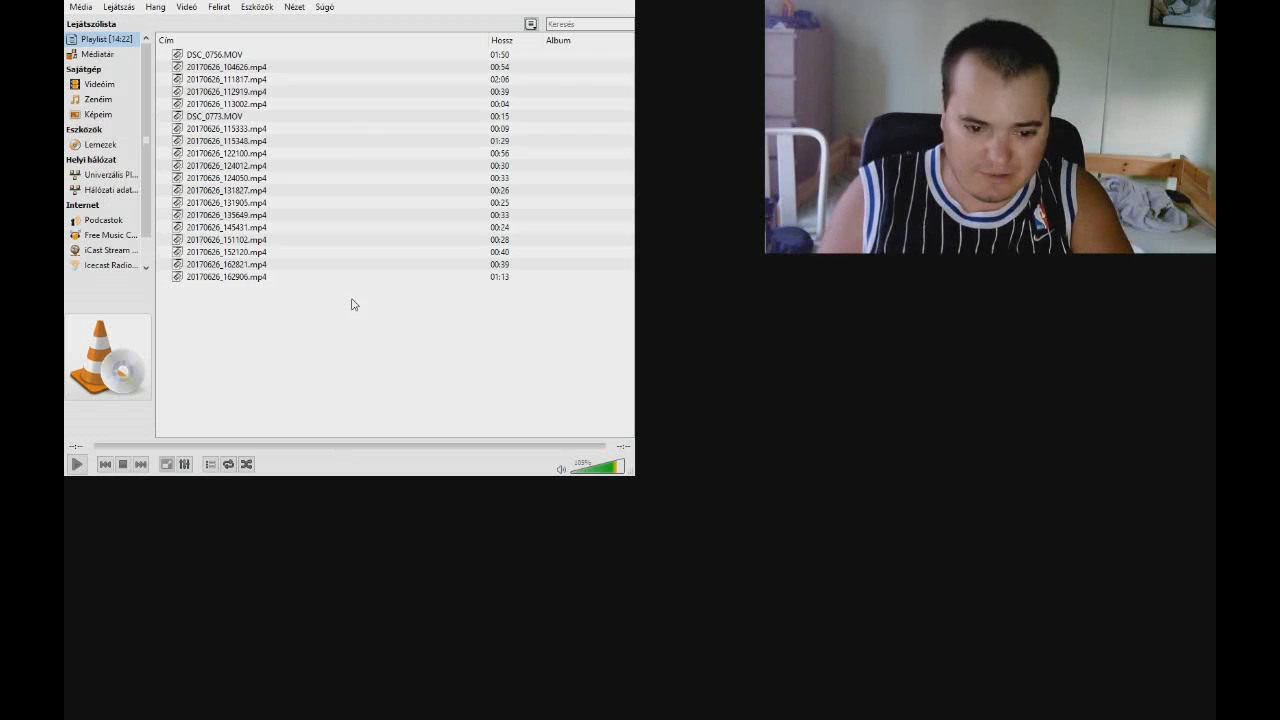 Média Lejátszás Hang Videó Felirat Eszközök Nézet Súgó
Lejátszólista
Keresés
Playlist [14:22]
Médiatár
Sajátgép
Videóim
Zenéim
Képeim
Eszközök
Lemezek
Helyi hálózat
Univerzális Pl...
Hálózati adat...
Internet
Podcastok
Free Music C...
iCast Stream ...
Icecast Radio...
Cím Hossz Album
DSC_0756.MOV 01:50
20170626_104626.mp4 00:54
20170626_111817.mp4 02:06
20170626_112919.mp4 00:39
20170626_113002.mp4 00:04
DSC_0773.MOV 00:15
20170626_115333.mp4 00:09
20170626_115348.mp4 01:29
20170626_122100.mp4 00:56
20170626_124012.mp4 00:30
20170626_124050.mp4 00:33
20170626_131827.mp4 00:26
20170626_131905.mp4 00:25
20170626_135649.mp4 00:33
20170626_145431.mp4 00:24
20170626_151102.mp4 00:28
20170626_152120.mp4 00:40
20170626_162821.mp4 00:39
20170626_162906.mp4 01:13
--:-- --:--
105%